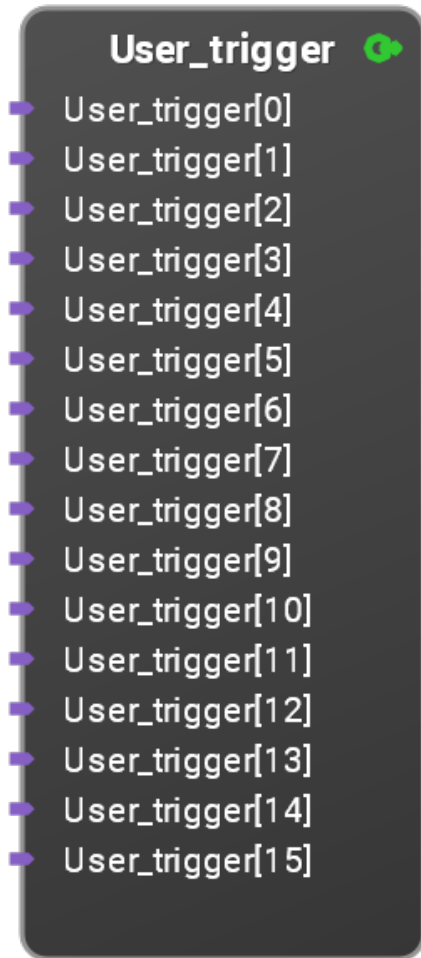 User_trigger
User_trigger[0]
User_trigger[1]
User_trigger[2]
User_trigger[3]
User_trigger[4]
User_trigger[5]
User_trigger[6]
User_trigger[7]
User_trigger[8]
User_trigger[9]
User_trigger[10]
User_trigger[11]
User_trigger[12]
User_trigger[13]
User_trigger[14]
User_trigger[15]